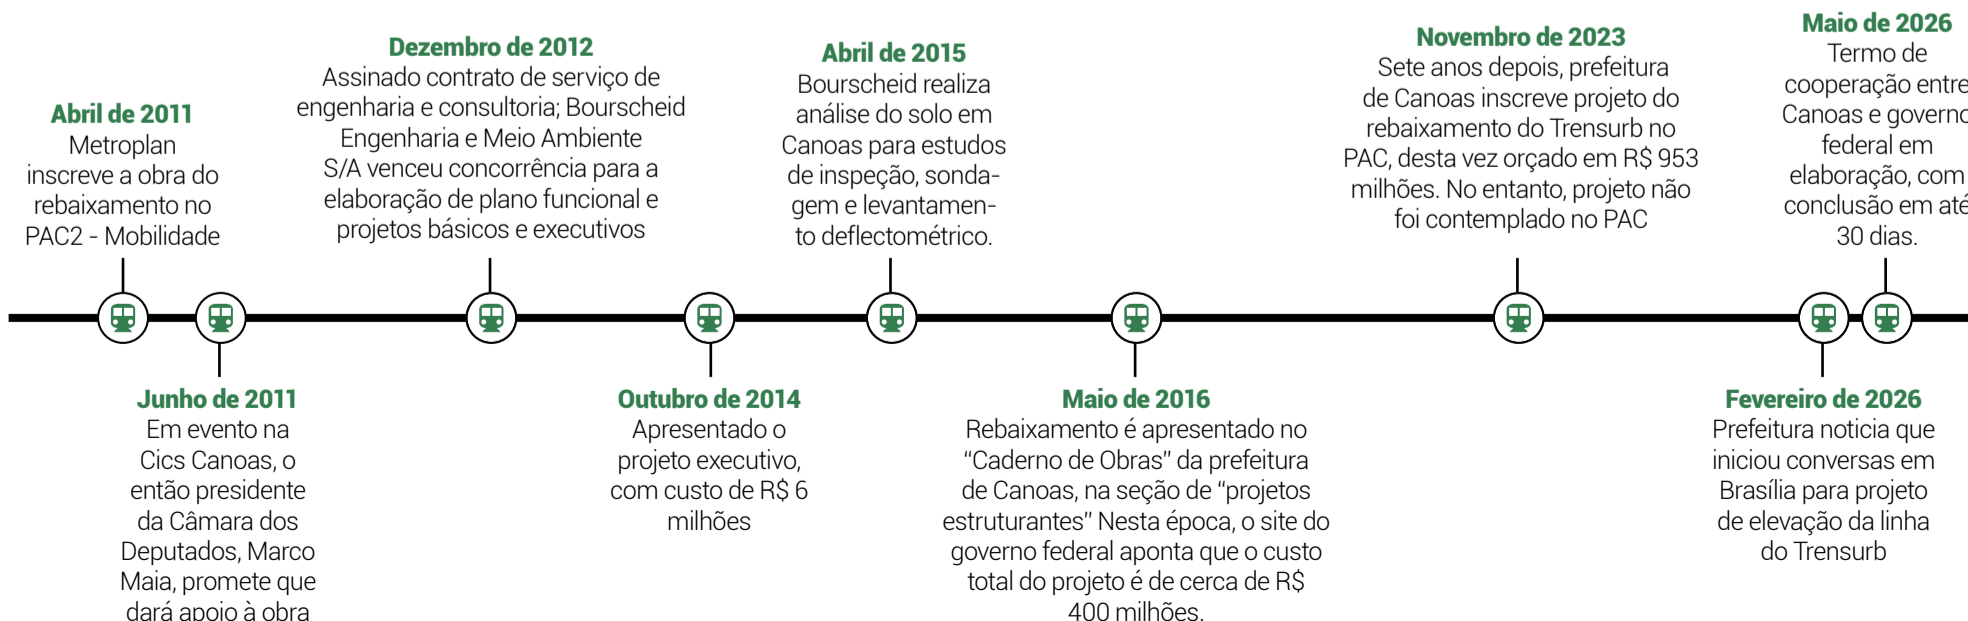 Abril de 2011
Metroplan
inscreve a obra do
rebaixamento no
PAC2 - Mobilidade
Junho de 2011
Em evento na
Cics Canoas, o
então presidente
da Câmara dos
Deputados, Marco
Maia, promete que
dará apoio à obra
Dezembro de 2012
Assinado contrato de serviço de
engenharia e consultoria; Bourscheid
Engenharia e Meio Ambiente
S/A venceu concorrência para a
elaboração de plano funcional e
projetos básicos e executivos
Outubro de 2014
Apresentado o
projeto executivo,
com custo de R$ 6
milhões
Abril de 2015
Bourscheid realiza
análise do solo em
Canoas para estudos
de inspeção, sonda-
gem e levantamen-
to deflectométrico.
Maio de 2016
Rebaixamento é apresentado no
“Caderno de Obras” da prefeitura
de Canoas, na seção de “projetos
estruturantes” Nesta época, o site do
governo federal aponta que o custo
total do projeto é de cerca de R$
400 milhões.
Novembro de 2023
Sete anos depois, prefeitura
de Canoas inscreve projeto do
rebaixamento do Trensurb no
PAC, desta vez orçado em R$ 953
milhões. No entanto, projeto não
foi contemplado no PAC
Fevereiro de 2026
Prefeitura noticia que
iniciou conversas em
Brasília para projeto
de elevação da linha
do Trensurb
Maio de 2026
Termo de
cooperação entre
Canoas e governo
federal em
elaboração, com
conclusão em até
30 dias.